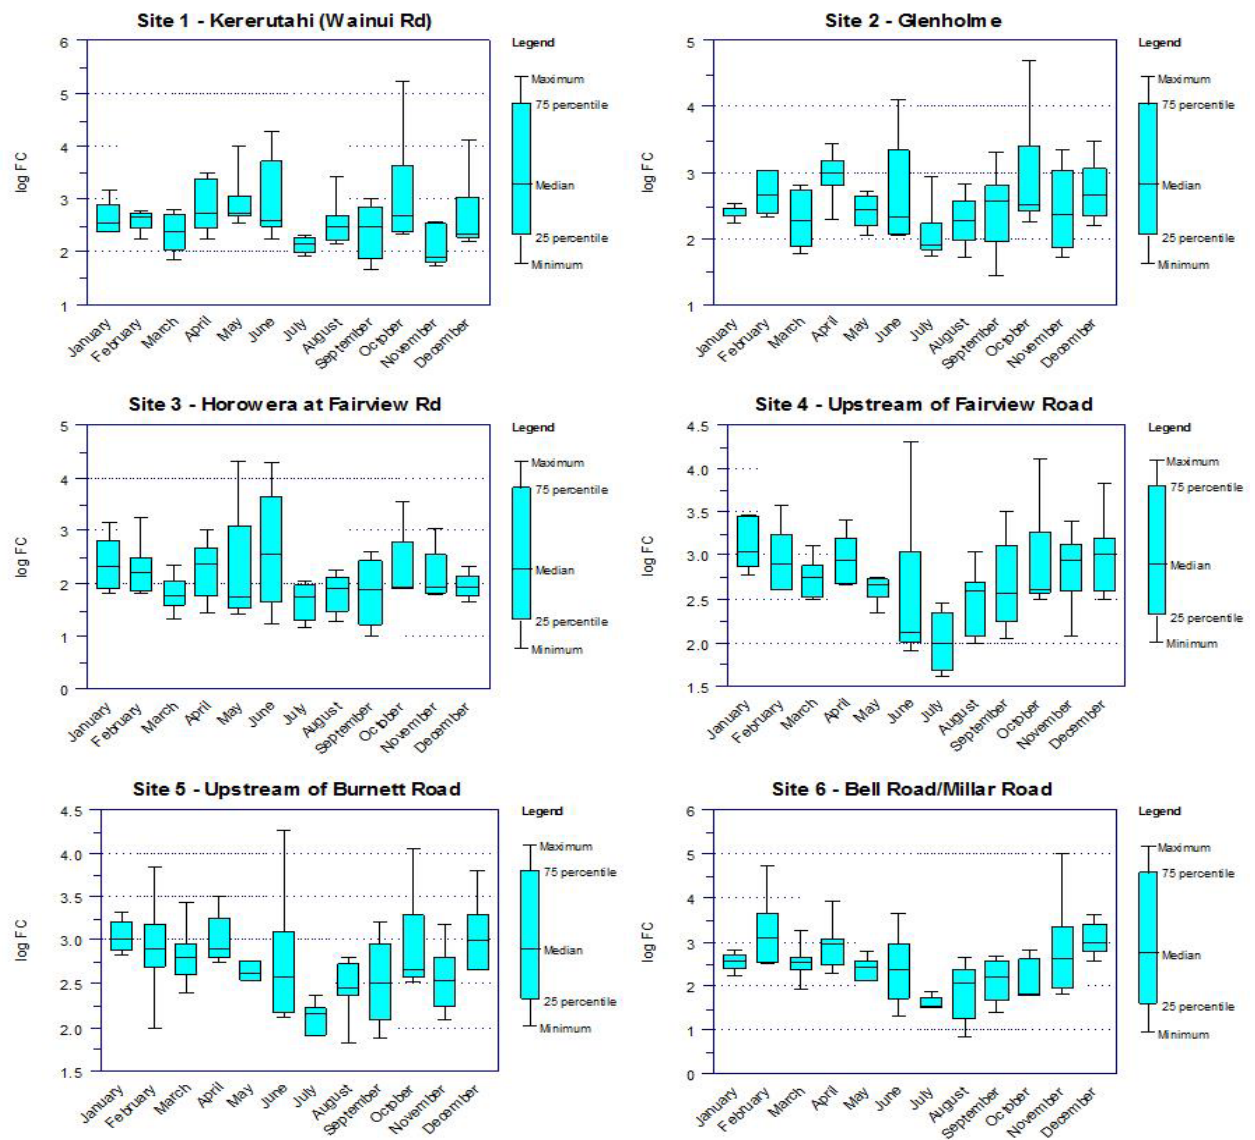 Site 1 - Kererutahi (Wainui Rd)
Legend
6
5
4
3
2
1
log FC
Maximum
75 percentile
Median
25 percentile
Minimum
January
February
March
April
May
June
July
August
September
October
November
December
Site 2 - Glenholme
Legend
5
4
3
2
1
log FC
Maximum
75 percentile
Median
25 percentile
Minimum
January
February
March
April
May
June
July
August
September
October
November
December
Site 3 - Horowera at Fairview Rd
Legend
5
4
3
2
1
0
log FC
Maximum
75 percentile
Median
25 percentile
Minimum
January
February
March
April
May
June
July
August
September
October
November
December
Site 4 - Upstream of Fairview Road
Legend
4.5
4.0
3.5
3.0
2.5
2.0
1.5
log FC
Maximum
75 percentile
Median
25 percentile
Minimum
January
February
March
April
May
June
July
August
September
October
November
December
Site 5 - Upstream of Burnett Road
Legend
4.5
4.0
3.5
3.0
2.5
2.0
1.5
log FC
Maximum
75 percentile
Median
25 percentile
Minimum
January
February
March
April
May
June
July
August
September
October
November
December
Site 6 - Bell Road/Millar Road
Legend
6
5
4
3
2
1
0
log FC
Maximum
75 percentile
Median
25 percentile
Minimum
January
February
March
April
May
June
July
August
September
October
November
December